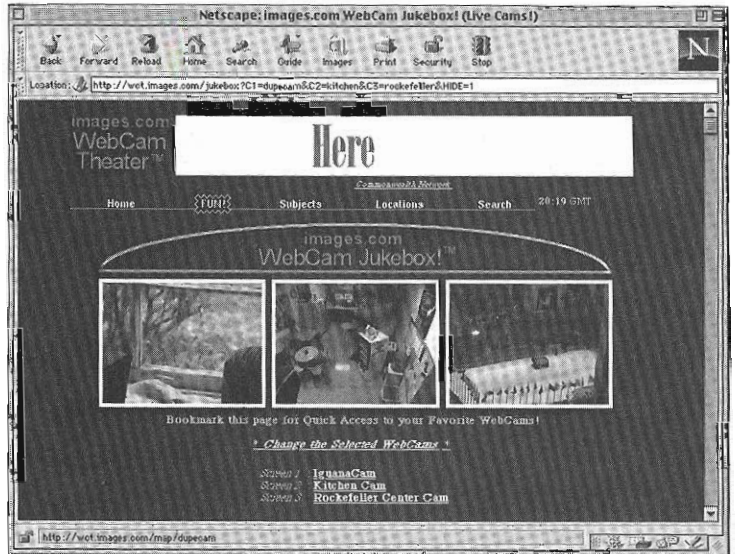 Netscape: images.com WebCam Jukebox! (Live Cams!)
Back Forward Reload Home Search Guide Images Print Security Stop
N
Location: http://wct.images.com/jukebox?C1=dupecam&C2=kitchen&C3=rockefeller&HIDE=1
images.com
WebCam
Theater™
Here
Commonwealth Network
Home FUN! Subjects Locations Search 20:19 GMT
images.com
WebCam Jukebox!™
Bookmark this page for Quick Access to your Favorite WebCams!
* Change the Selected WebCams *
Screen 1 IguanaCam
Screen 2 Kitchen Cam
Screen 3 Rockefeller Center Cam
http://wct.images.com/map/dupecam